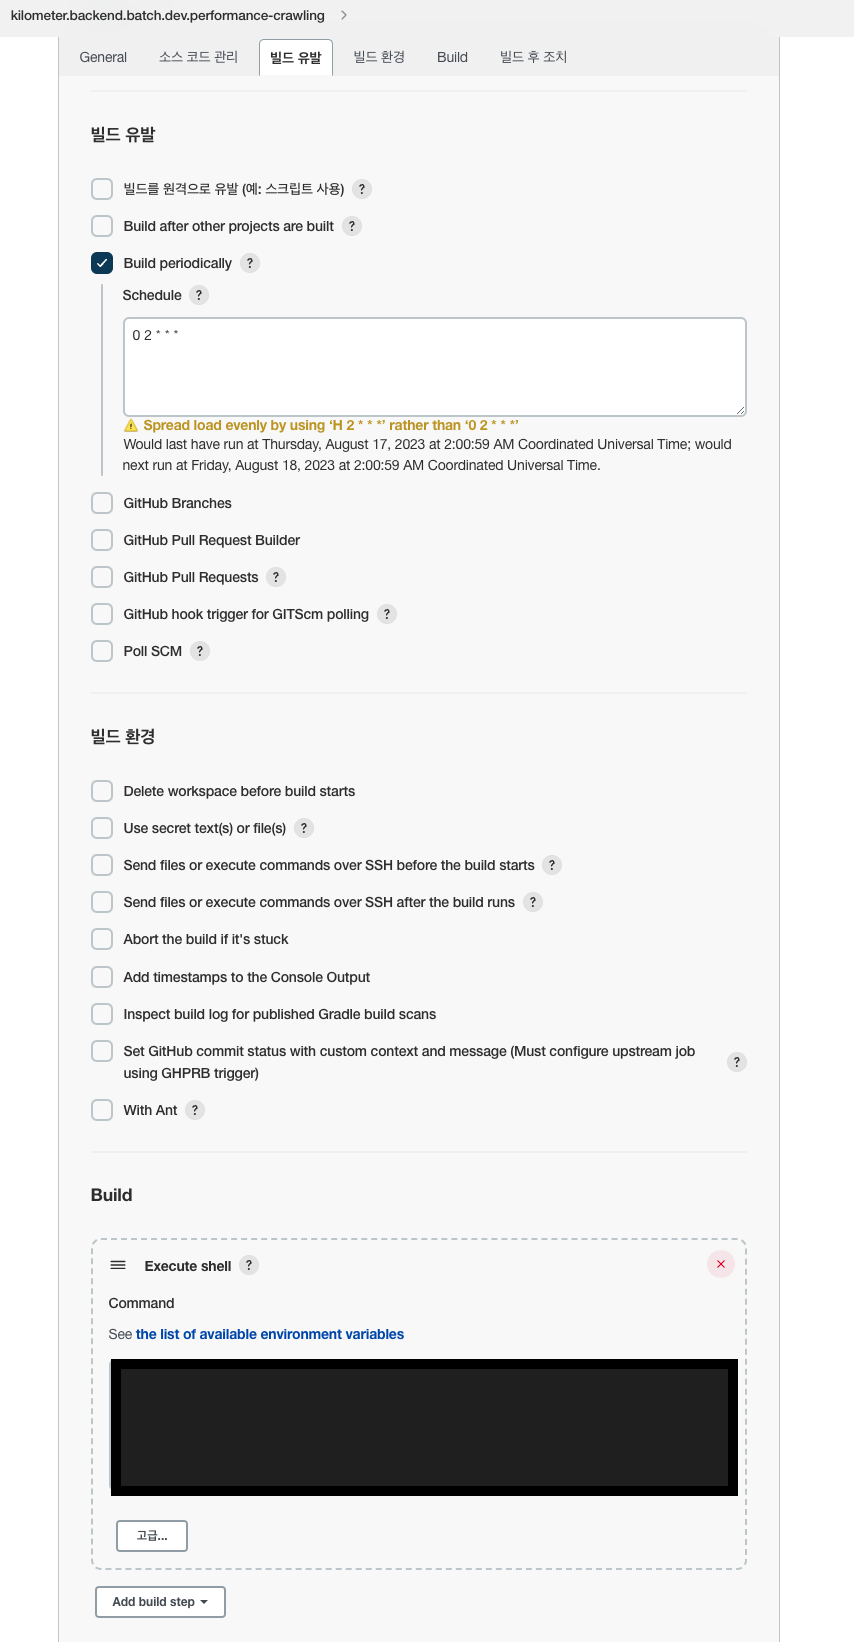 kilometer.backend.batch.dev.performance-crawling
General 소스 코드 관리 빌드 유발 빌드 환경 Build 빌드 후 조치
빌드 유발
빌드를 원격으로 유발 (예: 스크립트 사용) ?
Build after other projects are built ?
Build periodically ?
Schedule ?
0 2 * * *
Spread load evenly by using ‘H 2 * * *’ rather than ‘0 2 * * *’
Would last have run at Thursday, August 17, 2023 at 2:00:59 AM Coordinated Universal Time; would
next run at Friday, August 18, 2023 at 2:00:59 AM Coordinated Universal Time.
GitHub Branches
GitHub Pull Request Builder
GitHub Pull Requests ?
GitHub hook trigger for GITScm polling ?
Poll SCM ?
빌드 환경
Delete workspace before build starts
Use secret text(s) or file(s) ?
Send files or execute commands over SSH before the build starts ?
Send files or execute commands over SSH after the build runs ?
Abort the build if it's stuck
Add timestamps to the Console Output
Inspect build log for published Gradle build scans
Set GitHub commit status with custom context and message (Must configure upstream job
using GHPRB trigger) ?
With Ant ?
Build
Execute shell ?
Command
See the list of available environment variables
고급...
Add build step